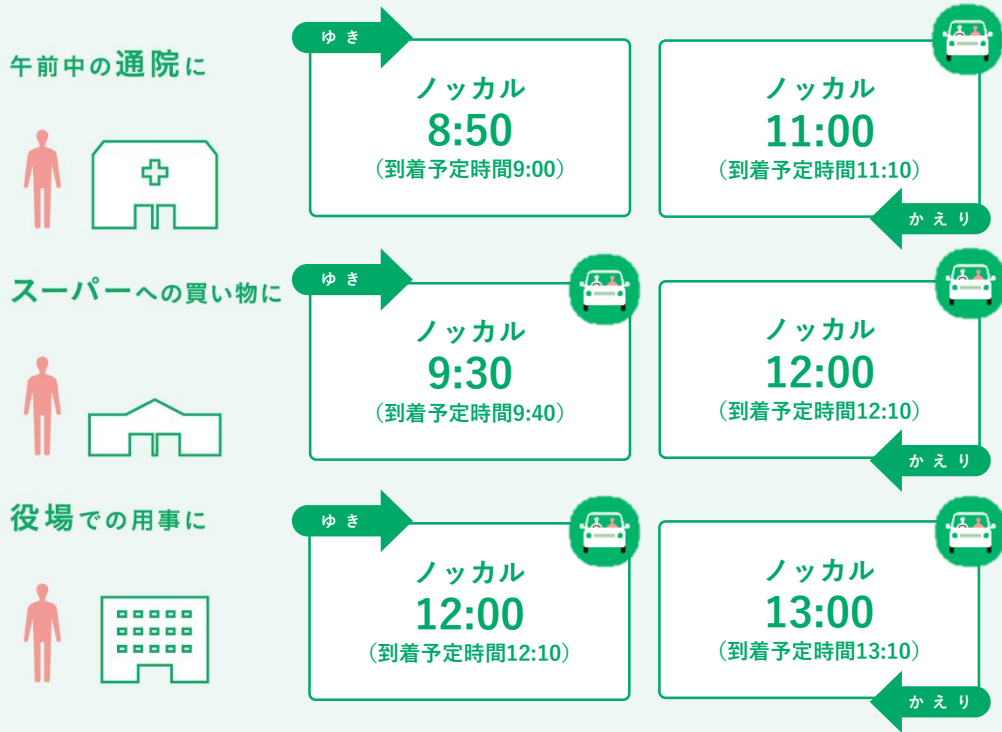 午前中の通院に
ゆき
ノッカル
8:50
(到着予定時間9:00)
ノッカル
11:00
(到着予定時間11:10)
かえり
スーパーへの買い物に
ゆき
ノッカル
9:30
(到着予定時間9:40)
ノッカル
12:00
(到着予定時間12:10)
かえり
役場での用事に
ゆき
ノッカル
12:00
(到着予定時間12:10)
ノッカル
13:00
(到着予定時間13:10)
かえり